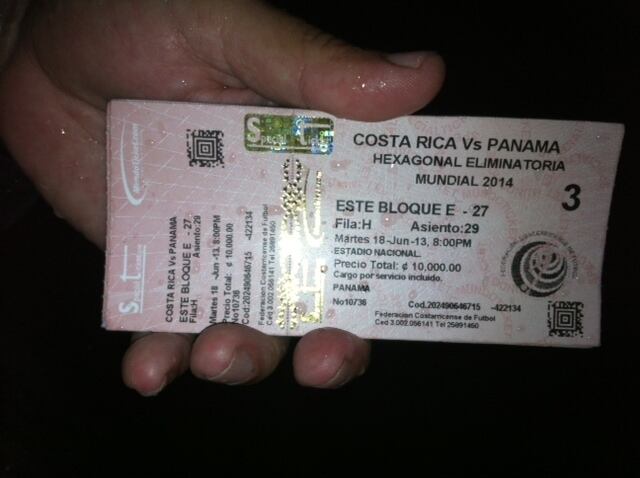 COSTA RICA Vs PANAMA
HEXAGONAL ELIMINATORIA
MUNDIAL 2014
3
ESTE BLOQUE E - 27
Fila:H Asiento:29
Martes 18-Jun-13, 8:00PM
ESTADIO NACIONAL.
Precio Total: ¢ 10,000.00
Cargo por servicio incluido.
PANAMA
No10736 Cod.202490646715 -422134
Federacion Costarricense de Futbol
Ced 3.002.056141 Tel 25891450
MundoTicket.com
COSTA RICA Vs PANAMA
ESTE BLOQUE E - 27
Fila:H Asiento:29
Martes 18 -Jun-13, 8:00PM
Precio Total: ¢ 10,000.00
No10736
Cod:202490646715 -422134
Federacion Costarricense de Futbol
Ced 3.002.056141 Tel 25891450